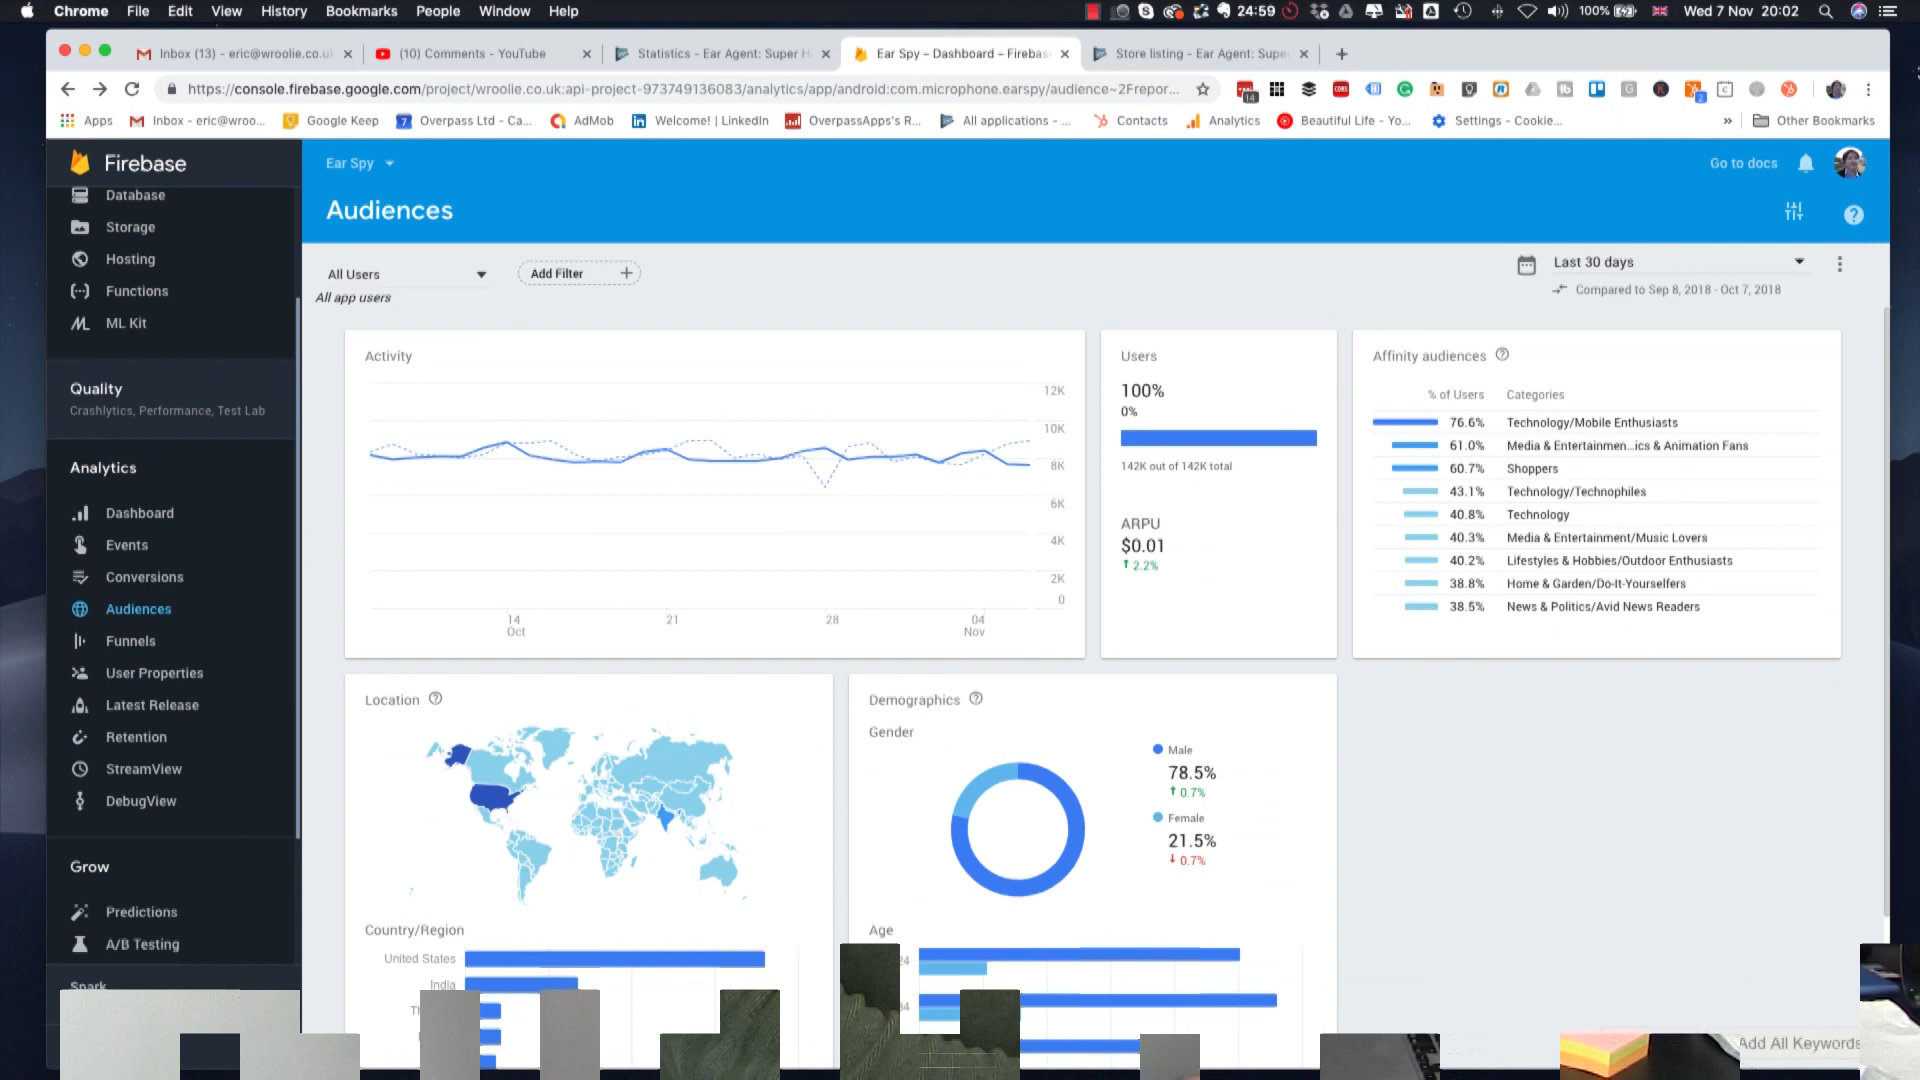 Chrome File Edit View History Bookmarks People Window Help
24:59 100% Wed 7 Nov 20:02
Inbox (13) - eric@wroolie.co.uk
(10) Comments - YouTube
Statistics - Ear Agent: Super H
Ear Spy – Dashboard – Firebas
Store listing - Ear Agent: Supe
https://console.firebase.google.com/project/wroolie.co.uk:api-project-973749136083/analytics/app/android:com.microphone.earspy/audience~2Frepor...
Apps Inbox - eric@wroo... Google Keep Overpass Ltd - Ca... AdMob Welcome! | LinkedIn OverpassApps's R... All applications - ... Contacts Analytics Beautiful Life - Yo... Settings - Cookie... » Other Bookmarks
Firebase
Database
Storage
Hosting
Functions
ML Kit
Quality
Crashlytics, Performance, Test Lab
Analytics
Dashboard
Events
Conversions
Audiences
Funnels
User Properties
Latest Release
Retention
StreamView
DebugView
Grow
Predictions
A/B Testing
Spark
Ear Spy
Go to docs
Audiences
All Users
Add Filter +
All app users
Last 30 days
Compared to Sep 8, 2018 - Oct 7, 2018
Activity
12K
10K
8K
6K
4K
2K
0
14 Oct
21
28
04 Nov
Users
100%
0%
142K out of 142K total
ARPU
$0.01
2.2%
Affinity audiences
% of Users Categories
76.6% Technology/Mobile Enthusiasts
61.0% Media & Entertainmen...ics & Animation Fans
60.7% Shoppers
43.1% Technology/Technophiles
40.8% Technology
40.3% Media & Entertainment/Music Lovers
40.2% Lifestyles & Hobbies/Outdoor Enthusiasts
38.8% Home & Garden/Do-It-Yourselfers
38.5% News & Politics/Avid News Readers
Location
Country/Region
United States
India
Demographics
Gender
Male
78.5%
0.7%
Female
21.5%
0.7%
Age
Add All Keywords